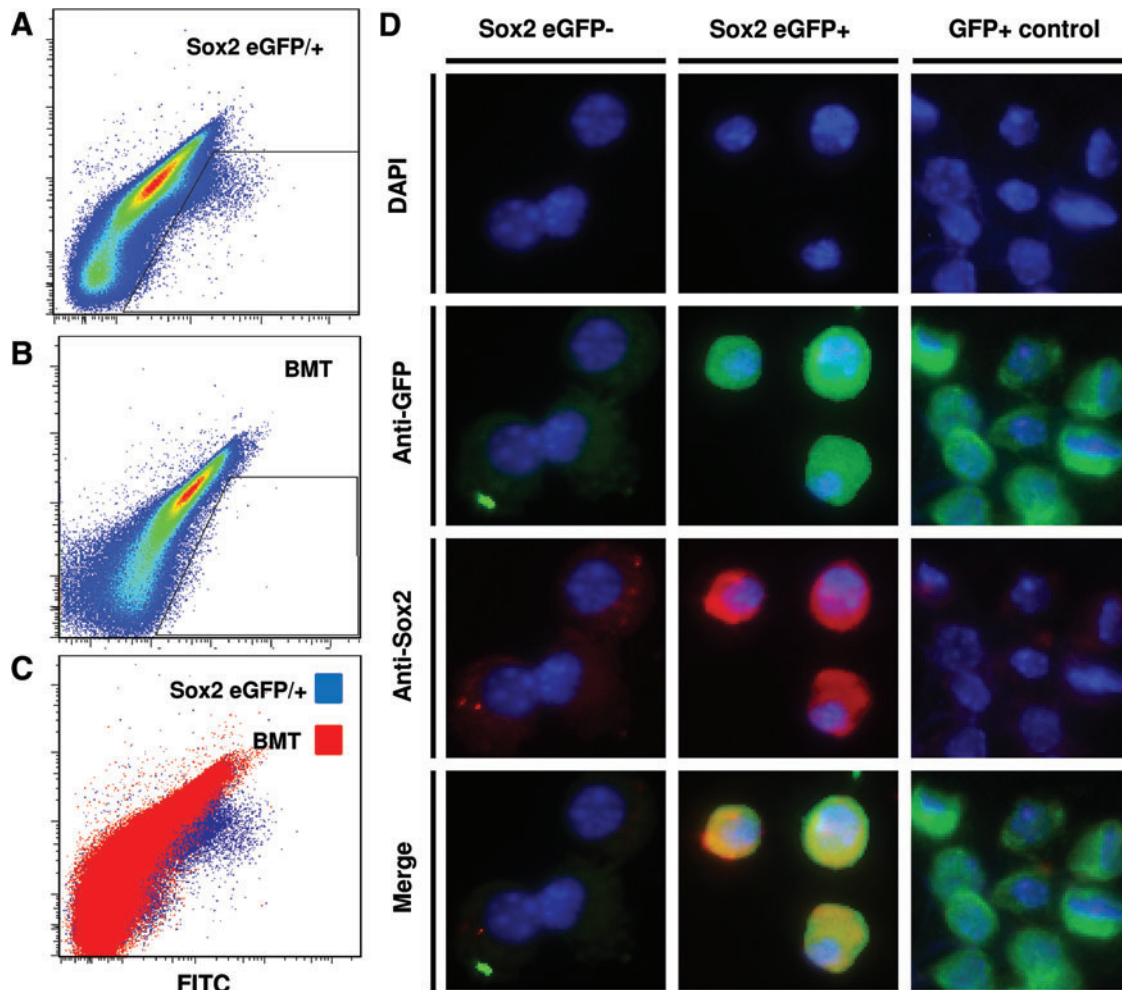 A
Sox2 eGFP/+
B
BMT
C
Sox2 eGFP/+
BMT
FITC
D
Sox2 eGFP-
Sox2 eGFP+
GFP+ control
DAPI
Anti-GFP
Anti-Sox2
Merge